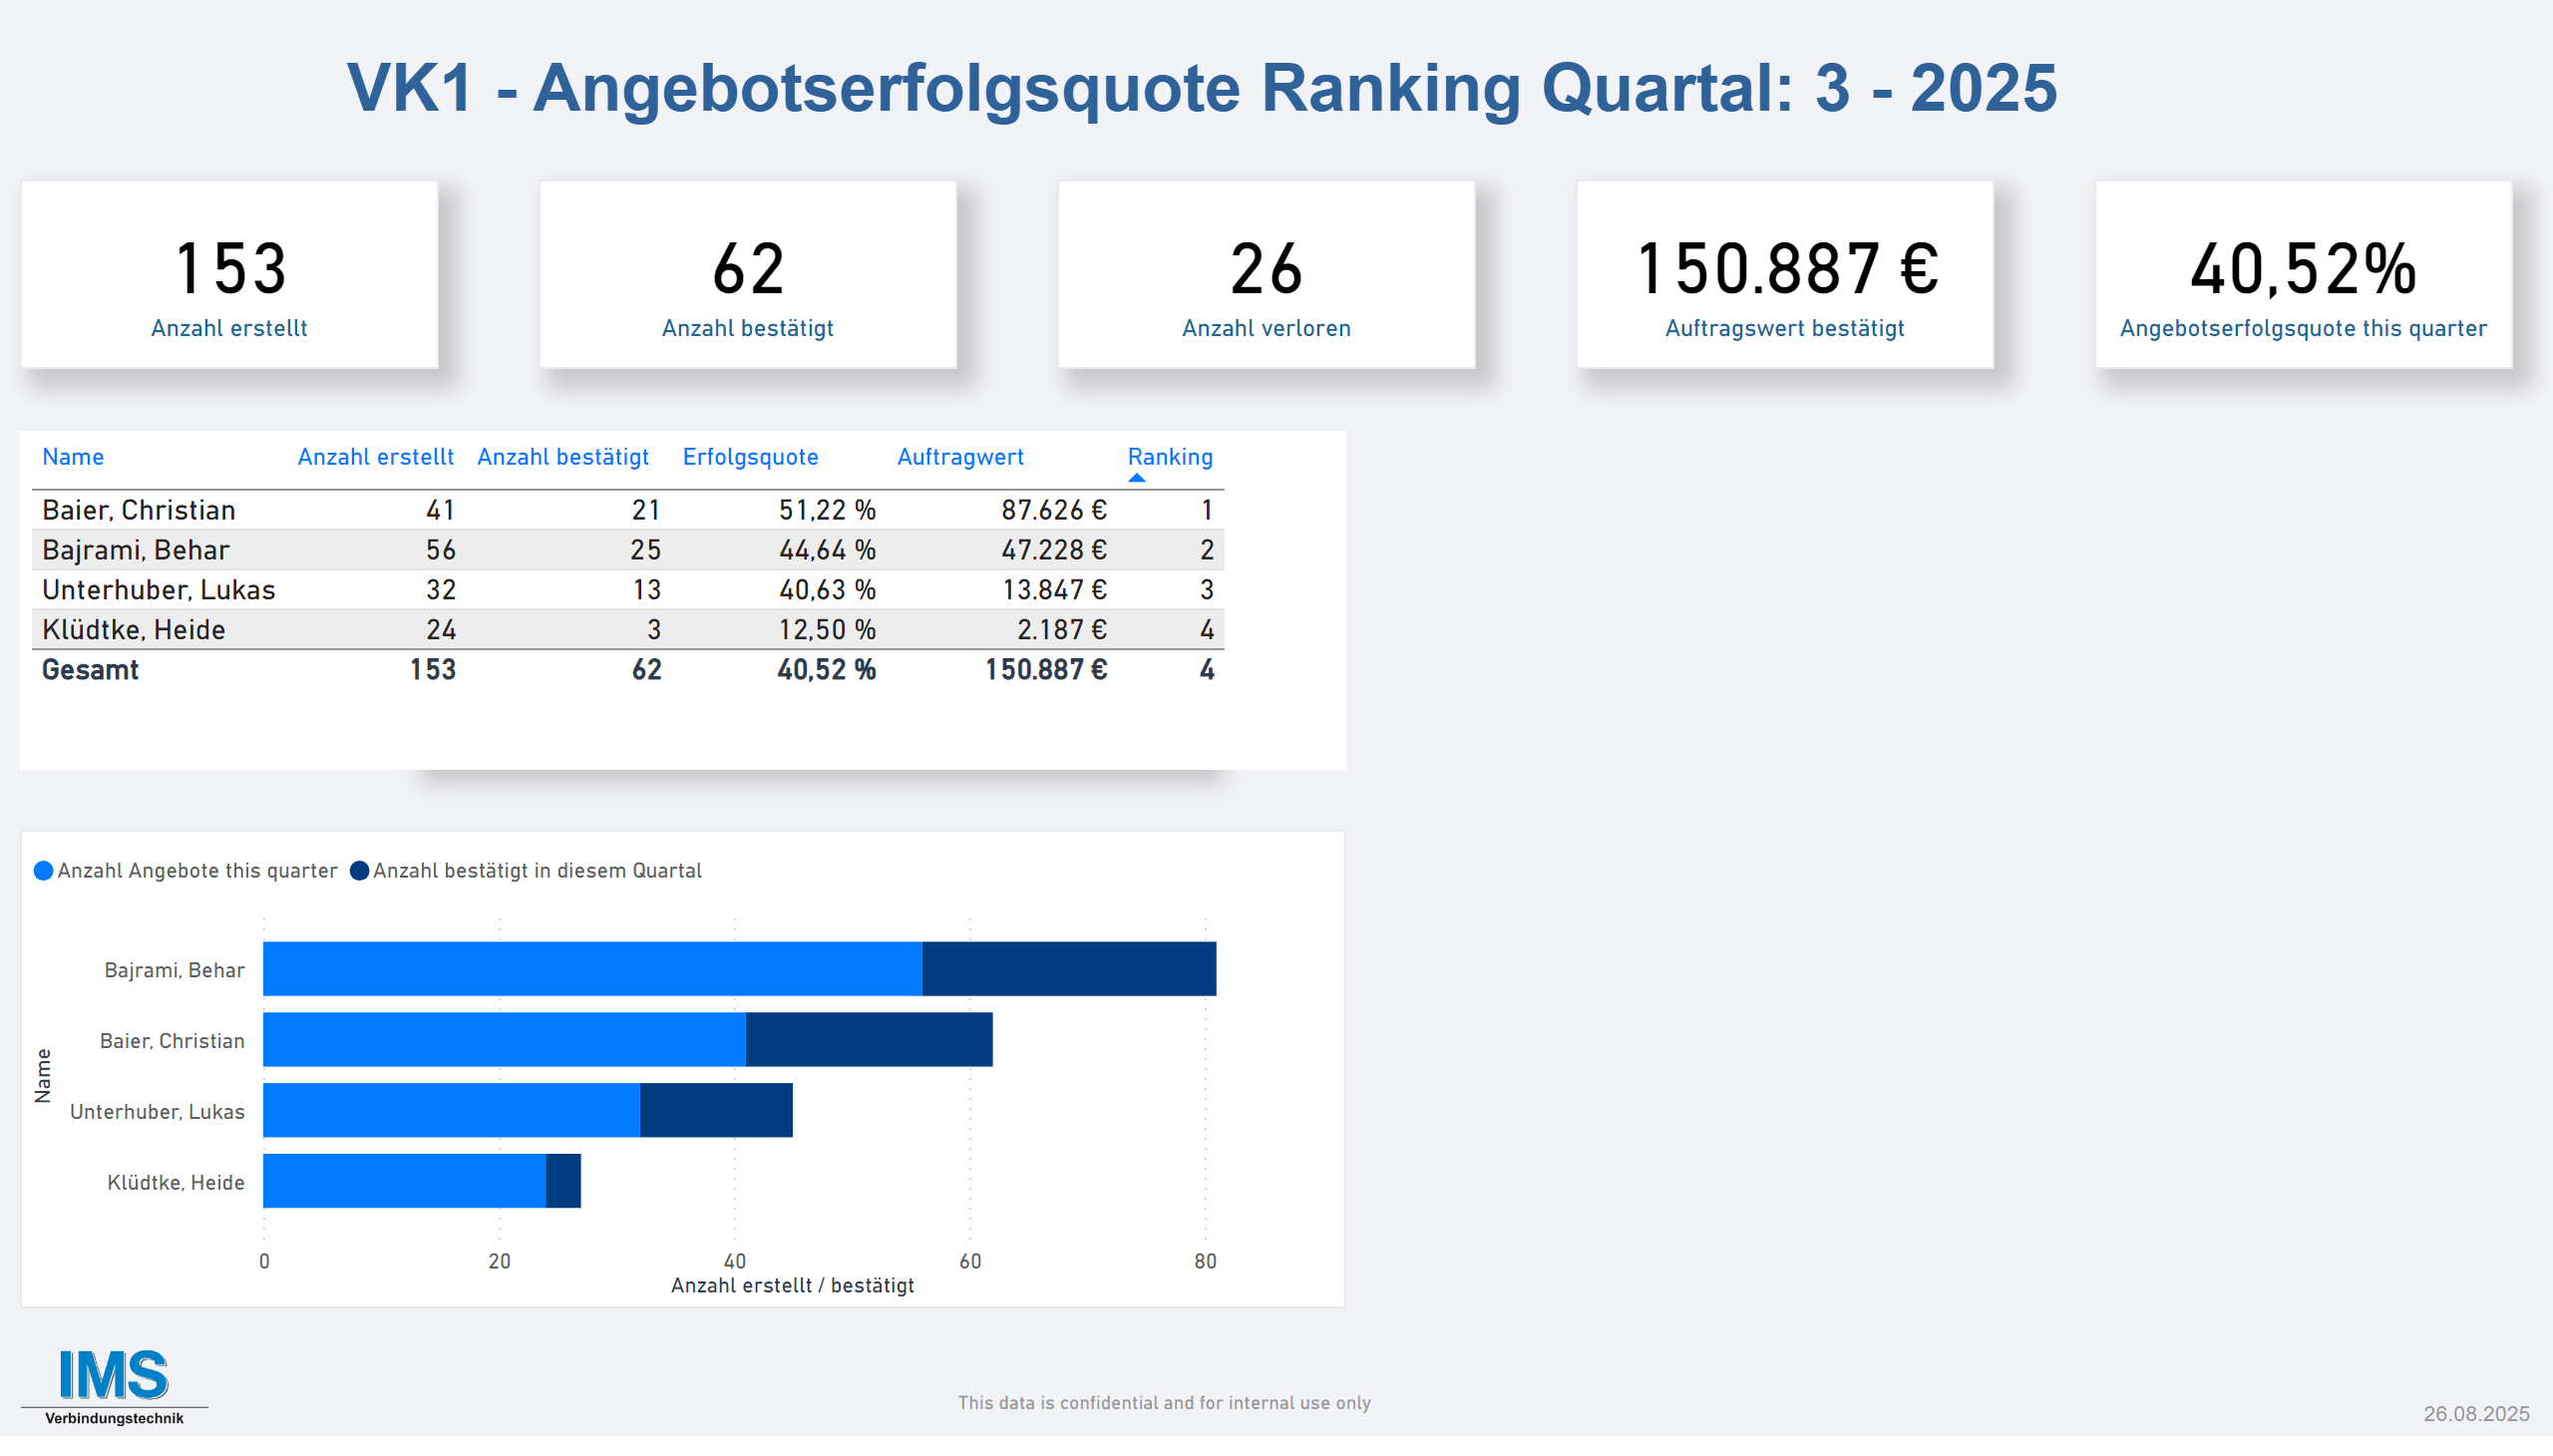 VK1 - Angebotserfolgsquote Ranking Quartal: 3 - 2025
153
Anzahl erstellt
62
Anzahl bestätigt
26
Anzahl verloren
150.887 €
Auftragswert bestätigt
40,52%
Angebotserfolgsquote this quarter
Name Anzahl erstellt Anzahl bestätigt Erfolgsquote Auftragwert Ranking
Baier, Christian 41 21 51,22 % 87.626 € 1
Bajrami, Behar 56 25 44,64 % 47.228 € 2
Unterhuber, Lukas 32 13 40,63 % 13.847 € 3
Klüdtke, Heide 24 3 12,50 % 2.187 € 4
Gesamt 153 62 40,52 % 150.887 € 4
Anzahl Angebote this quarter Anzahl bestätigt in diesem Quartal
Name
Bajrami, Behar
Baier, Christian
Unterhuber, Lukas
Klüdtke, Heide
0 20 40 60 80
Anzahl erstellt / bestätigt
IMS
Verbindungstechnik
This data is confidential and for internal use only
26.08.2025